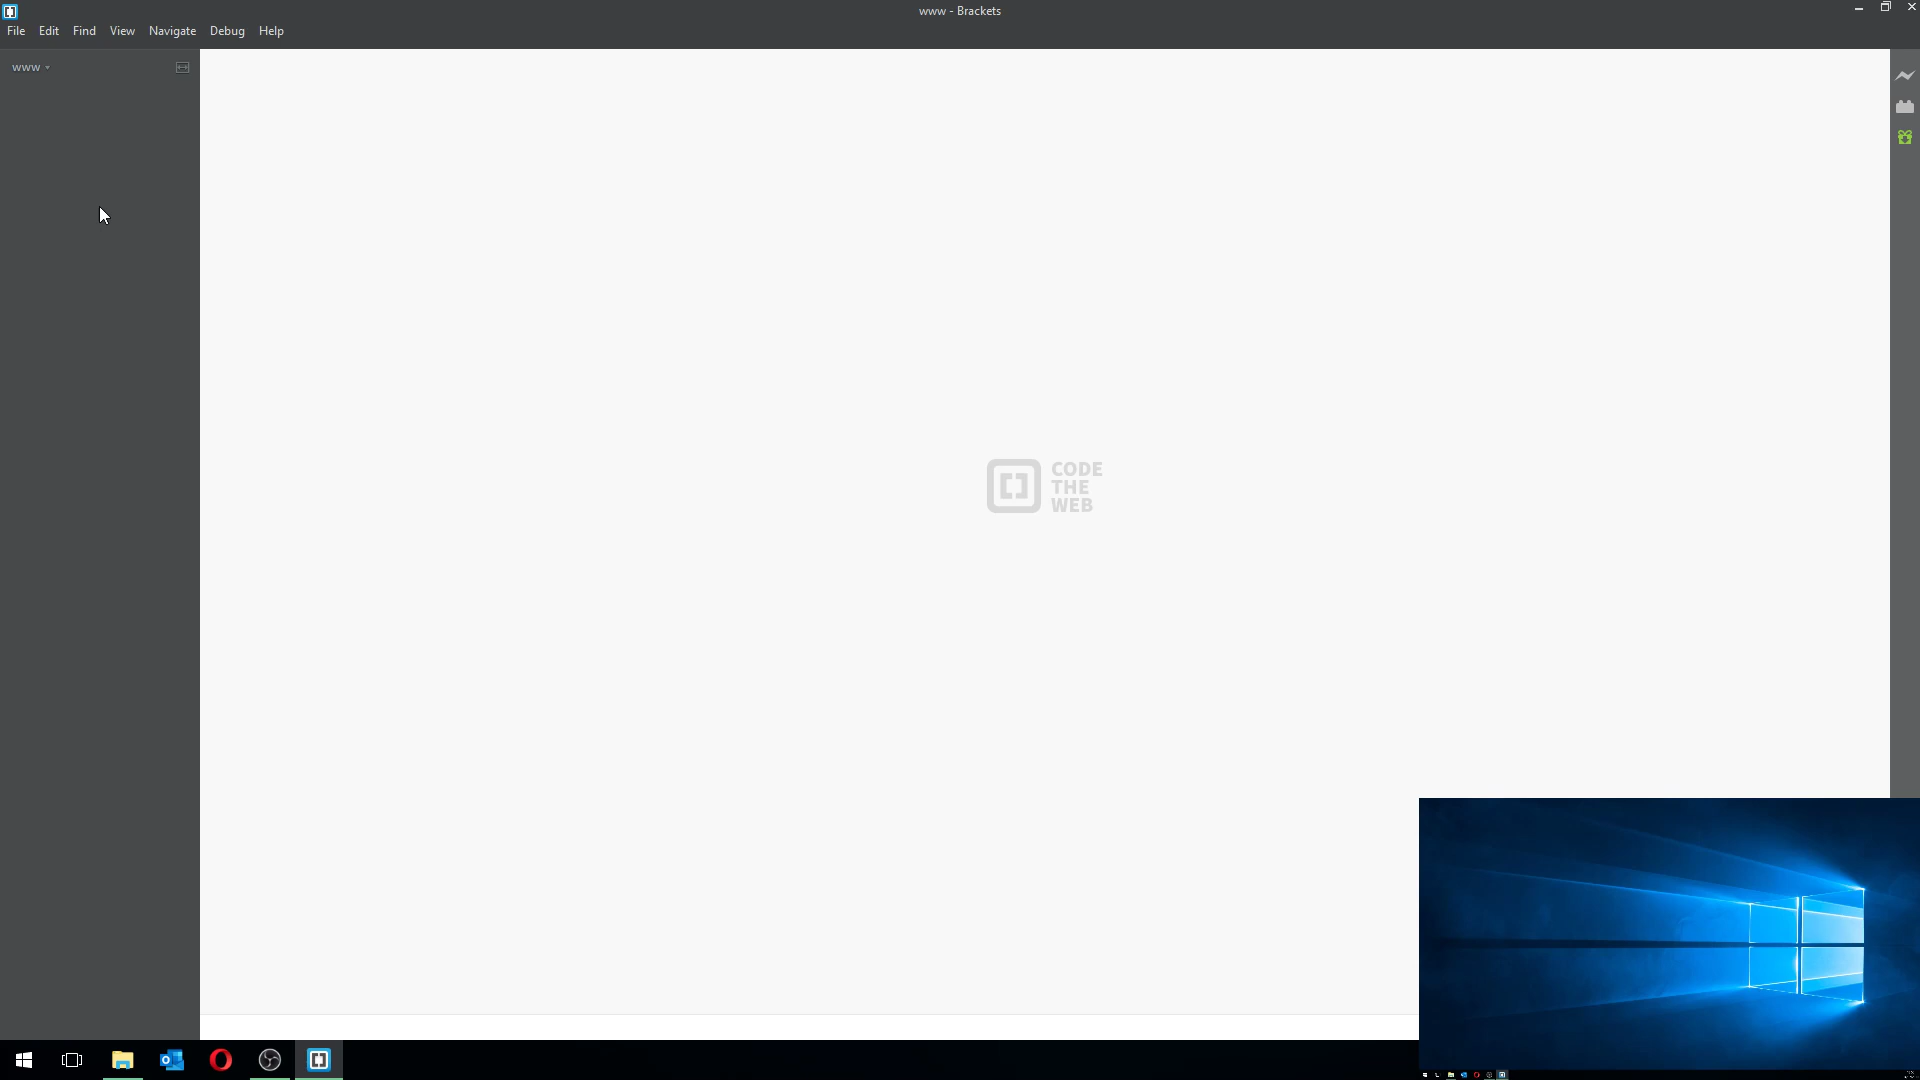 www - Brackets
File Edit Find View Navigate Debug Help
www
CODE
THE
WEB